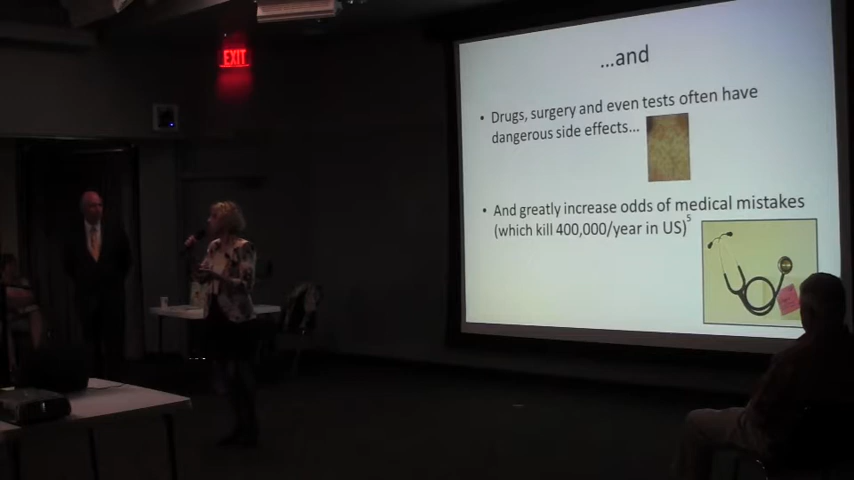 EXIT
...and
• Drugs, surgery and even tests often have
dangerous side effects...
• And greatly increase odds of medical mistakes
(which kill 400,000/year in US)5